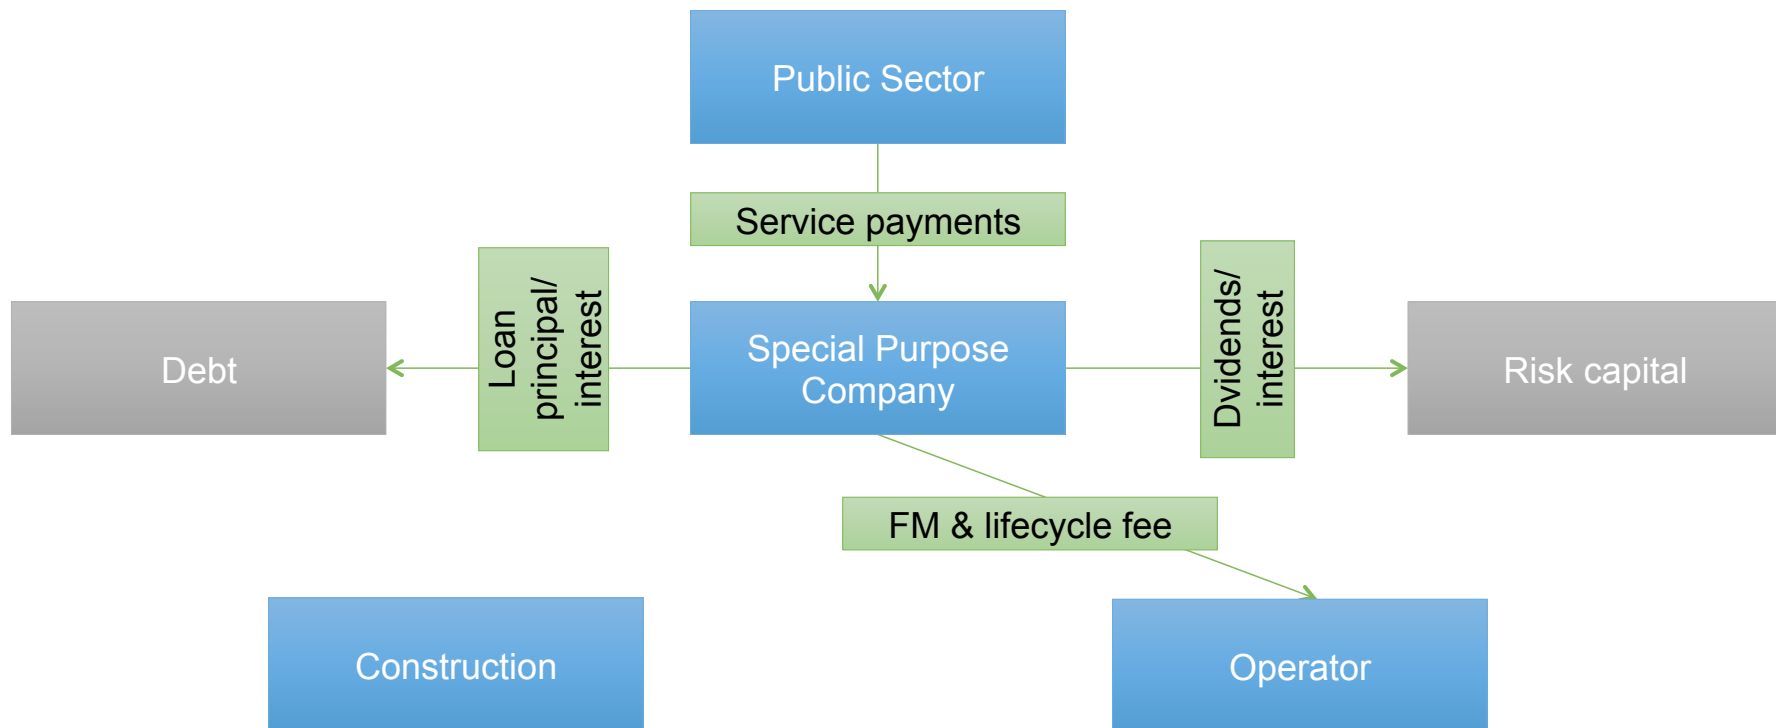 Public Sector
Service payments
Loan
principal/
interest
Dvidends/
interest
Debt
Special Purpose
Company
Risk capital
FM & lifecycle fee
Construction
Operator